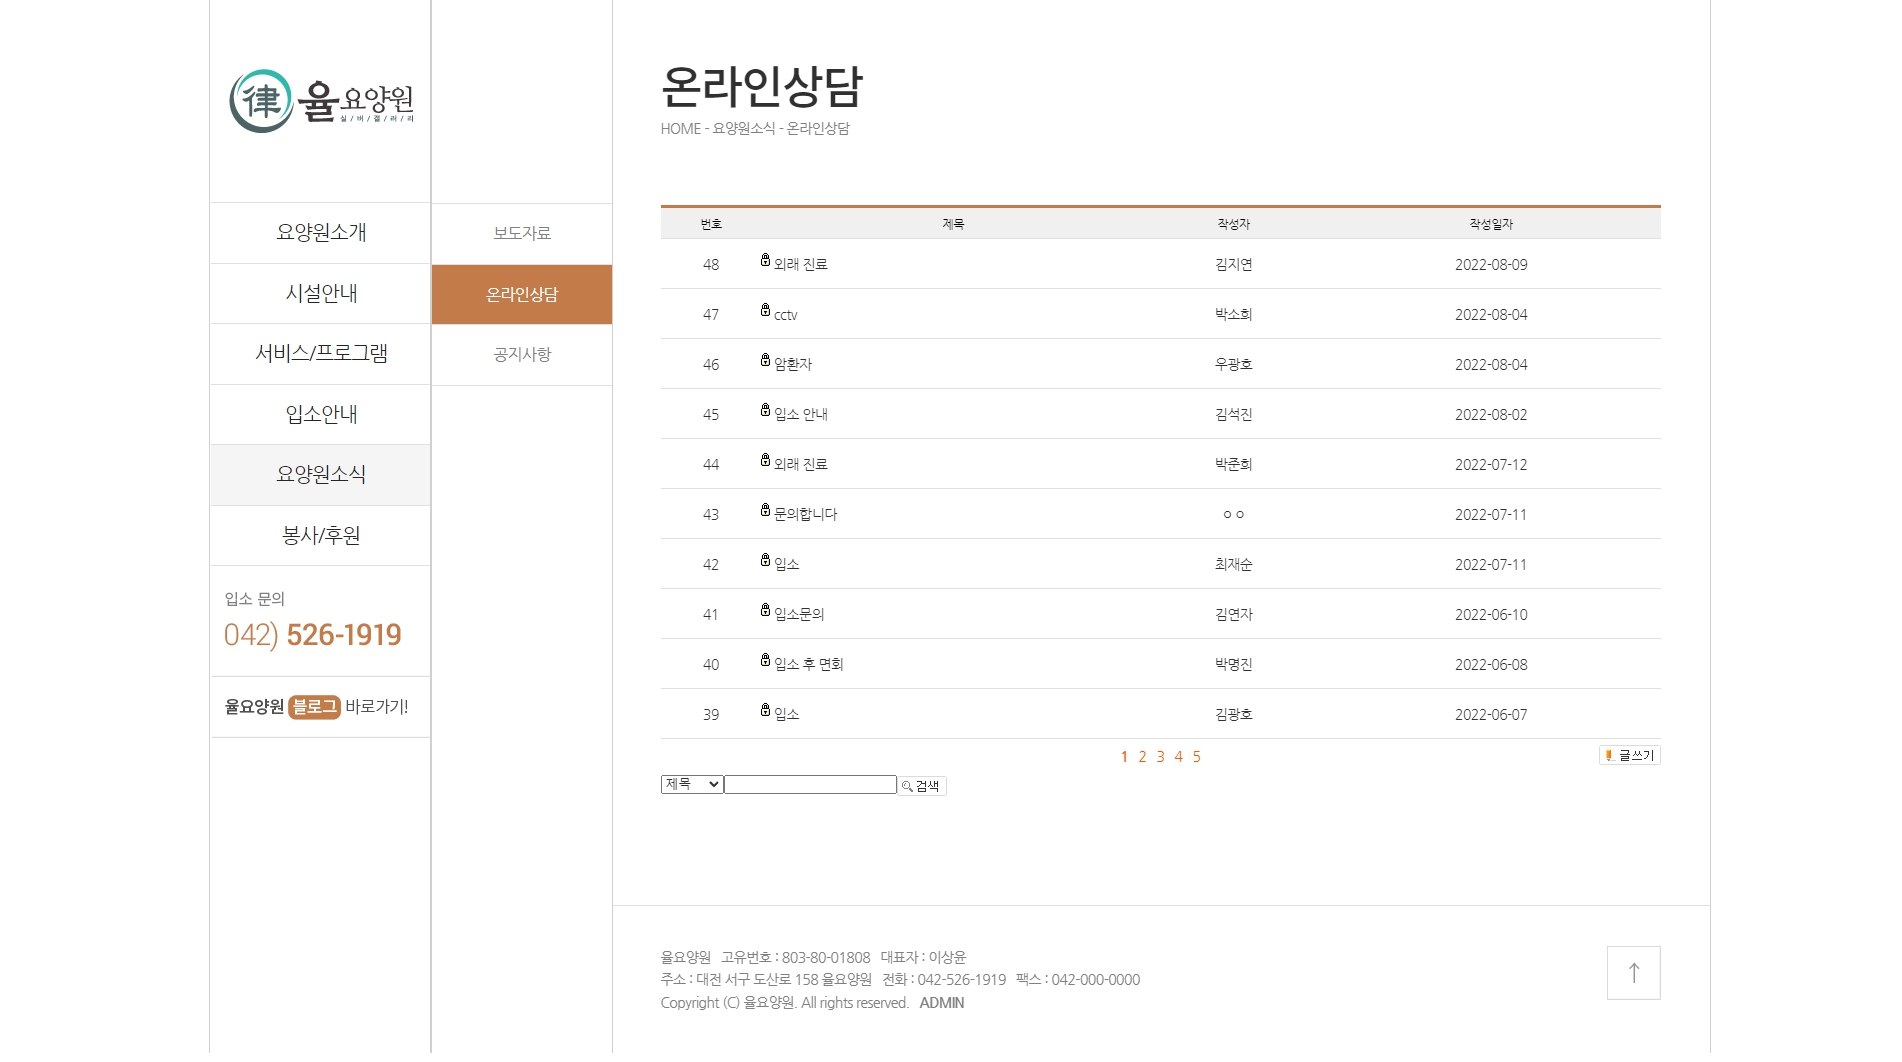 律 율요양원
실/버/갤/러/리
요양원소개
시설안내
서비스/프로그램
입소안내
요양원소식
봉사/후원
입소 문의
042) 526-1919
율요양원 블로그 바로가기!
보도자료
온라인상담
공지사항
온라인상담
HOME - 요양원소식 - 온라인상담
번호 제목 작성자 작성일자
48 외래 진료 김지연 2022-08-09
47 cctv 박소희 2022-08-04
46 암환자 우광호 2022-08-04
45 입소 안내 김석진 2022-08-02
44 외래 진료 박준희 2022-07-12
43 문의합니다 ㅇㅇ 2022-07-11
42 입소 최재순 2022-07-11
41 입소문의 김연자 2022-06-10
40 입소 후 면회 박명진 2022-06-08
39 입소 김광호 2022-06-07
1 2 3 4 5 글쓰기
제목 검색
율요양원 고유번호 : 803-80-01808 대표자 : 이상윤
주소 : 대전 서구 도산로 158 율요양원 전화 : 042-526-1919 팩스 : 042-000-0000
Copyright (C) 율요양원. All rights reserved. ADMIN